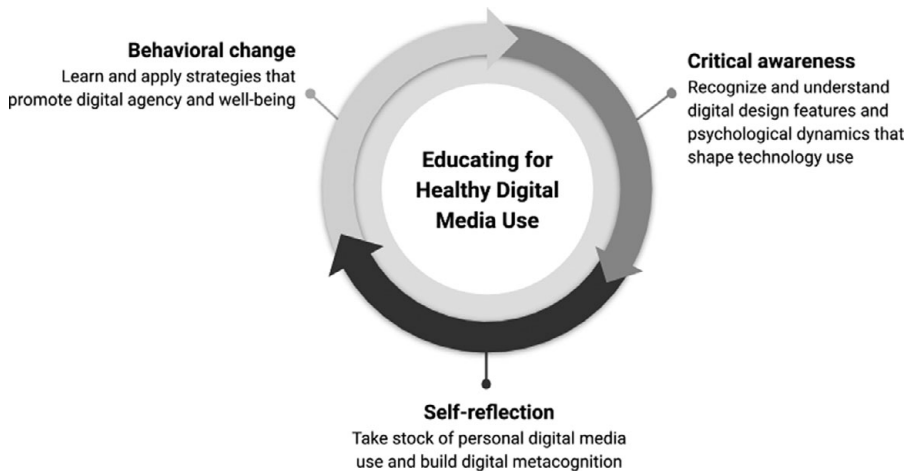 Behavioral change
Learn and apply strategies that
promote digital agency and well-being
Critical awareness
Recognize and understand
digital design features and
psychological dynamics that
shape technology use
Educating for
Healthy Digital
Media Use
Self-reflection
Take stock of personal digital media
use and build digital metacognition